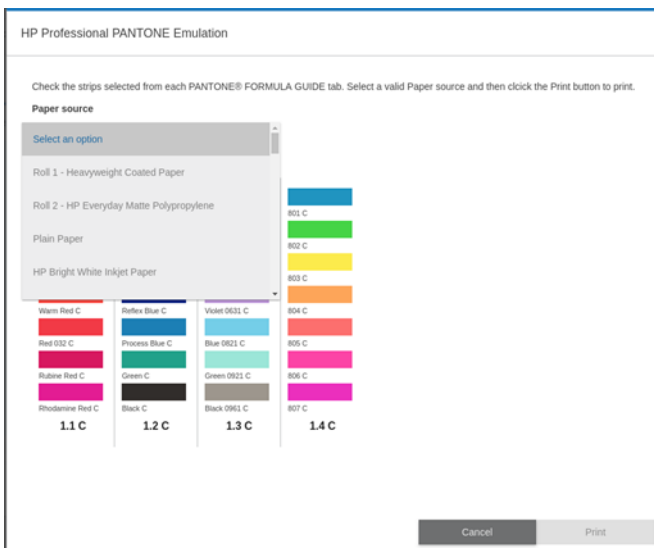 HP Professional PANTONE Emulation
Check the strips selected from each PANTONE® FORMULA GUIDE tab. Select a valid Paper source and then clcick the Print button to print.
Paper source
Select an option
Roll 1 - Heavyweight Coated Paper
Roll 2 - HP Everyday Matte Polypropylene
Plain Paper
HP Bright White Inkjet Paper
801 C
802 C
803 C
Warm Red C Reflex Blue C Violet 0631 C 804 C
Red 032 C Process Blue C Blue 0821 C 805 C
Rubine Red C Green C Green 0921 C 806 C
Rhodamine Red C Black C Black 0961 C 807 C
1.1 C 1.2 C 1.3 C 1.4 C
Cancel Print